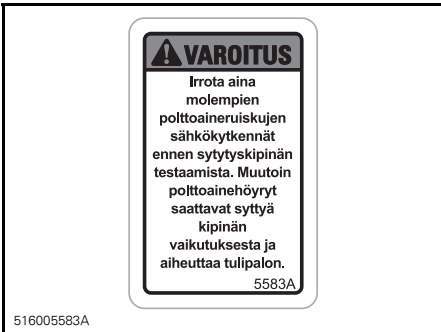 VAROITUS
Irrota aina
molempien
polttoaineruiskujen
sähkökytkennät
ennen sytytyskipinän
testaamista. Muutoin
polttoainehöyryt
saattavat syttyä
kipinän
vaikutuksesta ja
aiheuttaa tulipalon.
5583A
516005583A